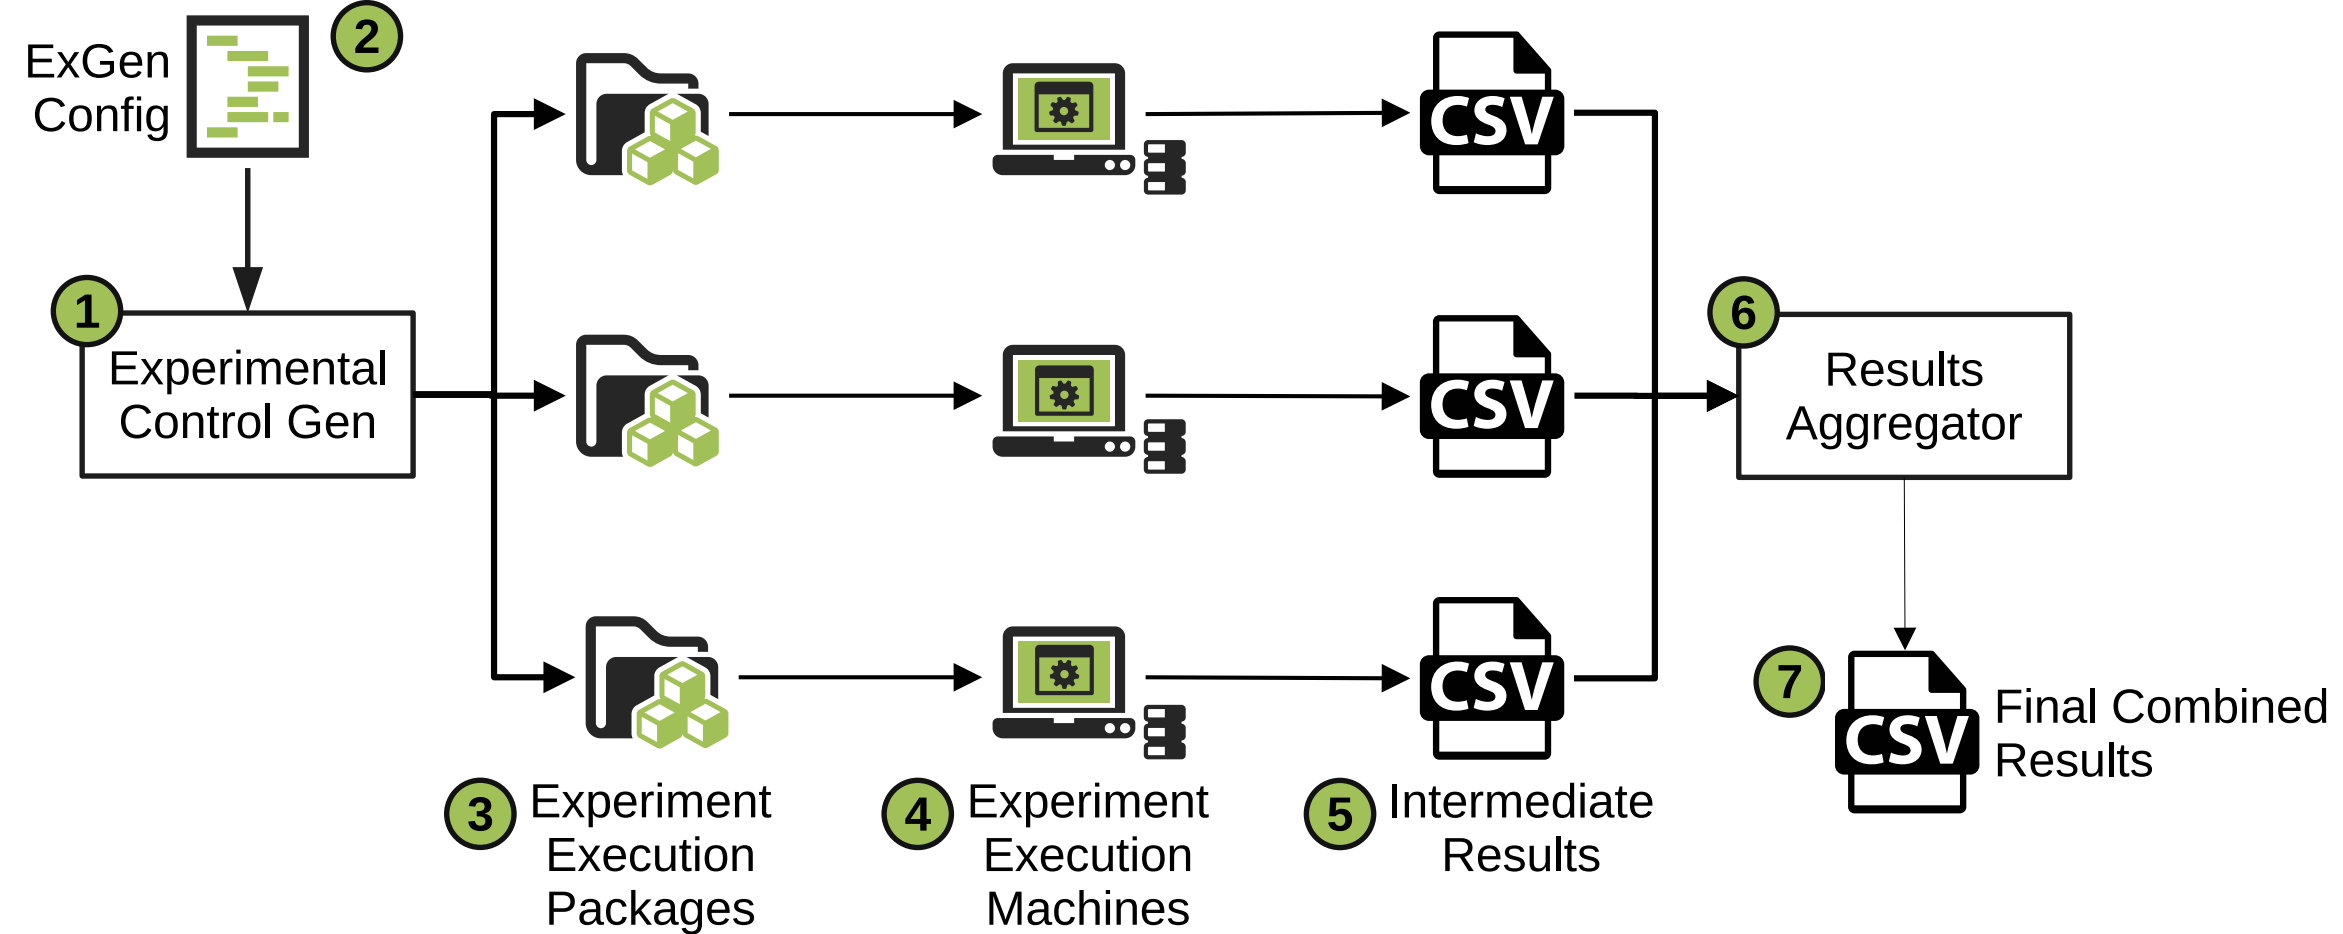 ExGen
Config
2
1
Experimental
Control Gen
CSV
CSV
CSV
6
Results
Aggregator
3
Experiment
Execution
Packages
4
Experiment
Execution
Machines
5
Intermediate
Results
7
CSV
Final Combined
Results